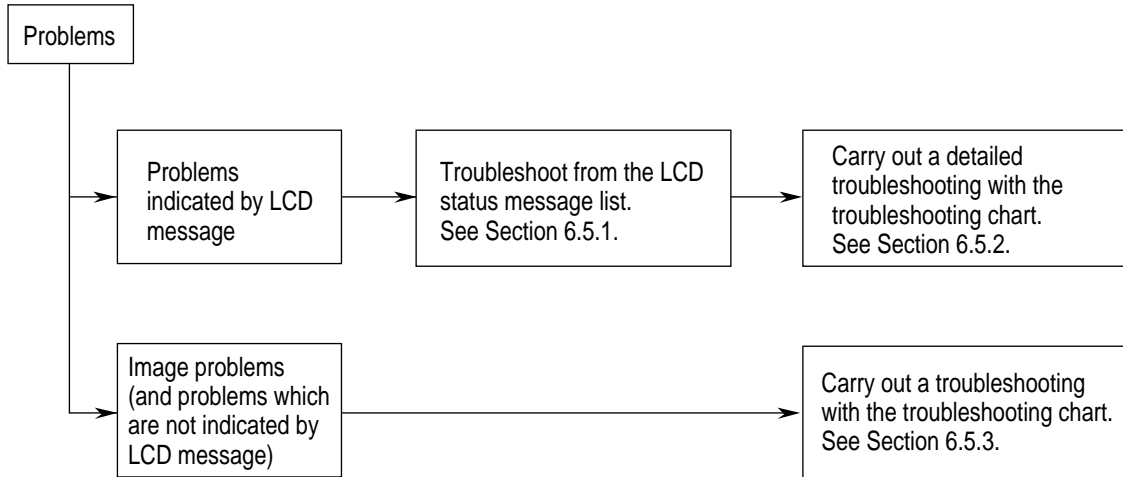 Problems
Problems
indicated by LCD
message
Troubleshoot from the LCD
status message list.
See Section 6.5.1.
Carry out a detailed
troubleshooting with the
troubleshooting chart.
See Section 6.5.2.
Image problems
(and problems which
are not indicated by
LCD message)
Carry out a troubleshooting
with the troubleshooting chart.
See Section 6.5.3.